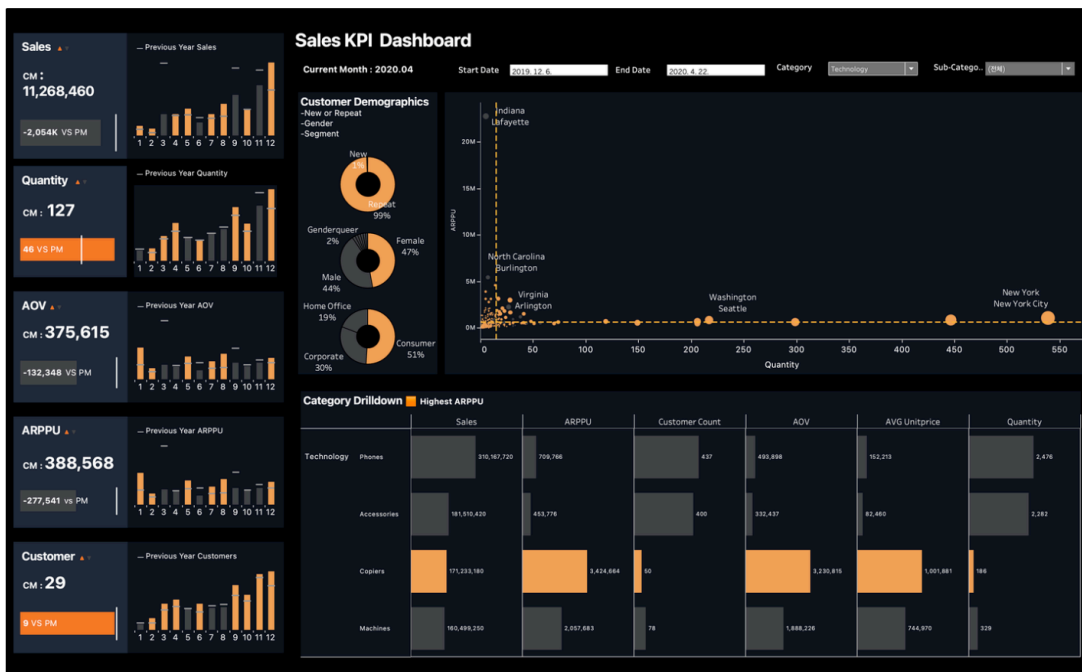 Sales KPI Dashboard
Current Month : 2020.04
Start Date
2019. 12. 6.
End Date
2020. 4. 22.
Category
Technology
Sub-Catego..
(전체)
Sales ▲▼
CM :
11,268,460
-2,054K VS PM
— Previous Year Sales
1 2 3 4 5 6 7 8 9 10 11 12
Quantity ▲▼
CM : 127
46 VS PM
— Previous Year Quantity
1 2 3 4 5 6 7 8 9 10 11 12
AOV ▲▼
CM : 375,615
-132,348 VS PM
— Previous Year AOV
1 2 3 4 5 6 7 8 9 10 11 12
ARPPU ▲▼
CM : 388,568
-277,541 vs PM
— Previous Year ARPPU
1 2 3 4 5 6 7 8 9 10 11 12
Customer ▲▼
CM : 29
9 VS PM
— Previous Year Customers
1 2 3 4 5 6 7 8 9 10 11 12
Customer Demographics
-New or Repeat
-Gender
-Segment
New
1%
Repeat
99%
Genderqueer
2%
Female
47%
Male
44%
Home Office
19%
Consumer
51%
Corporate
30%
Indiana
Lafayette
20M
15M
10M
5M
0M
ARPPU
North Carolina
Burlington
Virginia
Arlington
Washington
Seattle
New York
New York City
0 50 100 150 200 250 300 350 400 450 500 550
Quantity
Category Drilldown Highest ARPPU
Sales ARPPU Customer Count AOV AVG Unitprice Quantity
Technology Phones 310,167,720 709,766 437 493,898 152,213 2,476
Accessories 181,510,420 453,776 400 332,437 82,460 2,282
Copiers 171,233,180 3,424,664 50 3,230,815 1,001,881 186
Machines 160,499,250 2,057,683 78 1,888,226 744,970 329